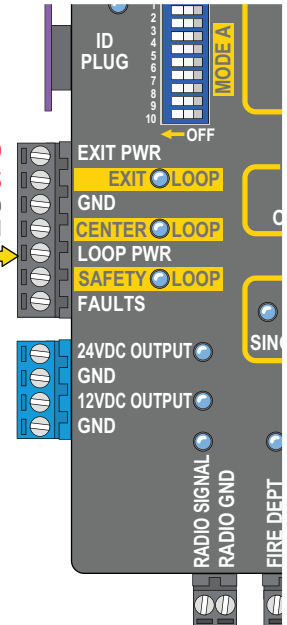 ID
PLUG
1
2
3
4
5
6
7
8
9
10
MODE A
OFF
EXIT PWR
EXIT LOOP
GND
CENTER LOOP
LOOP PWR
SAFETY LOOP
FAULTS
24VDC OUTPUT
GND
12VDC OUTPUT
GND
RADIO SIGNAL
RADIO GND
FIRE DEPT